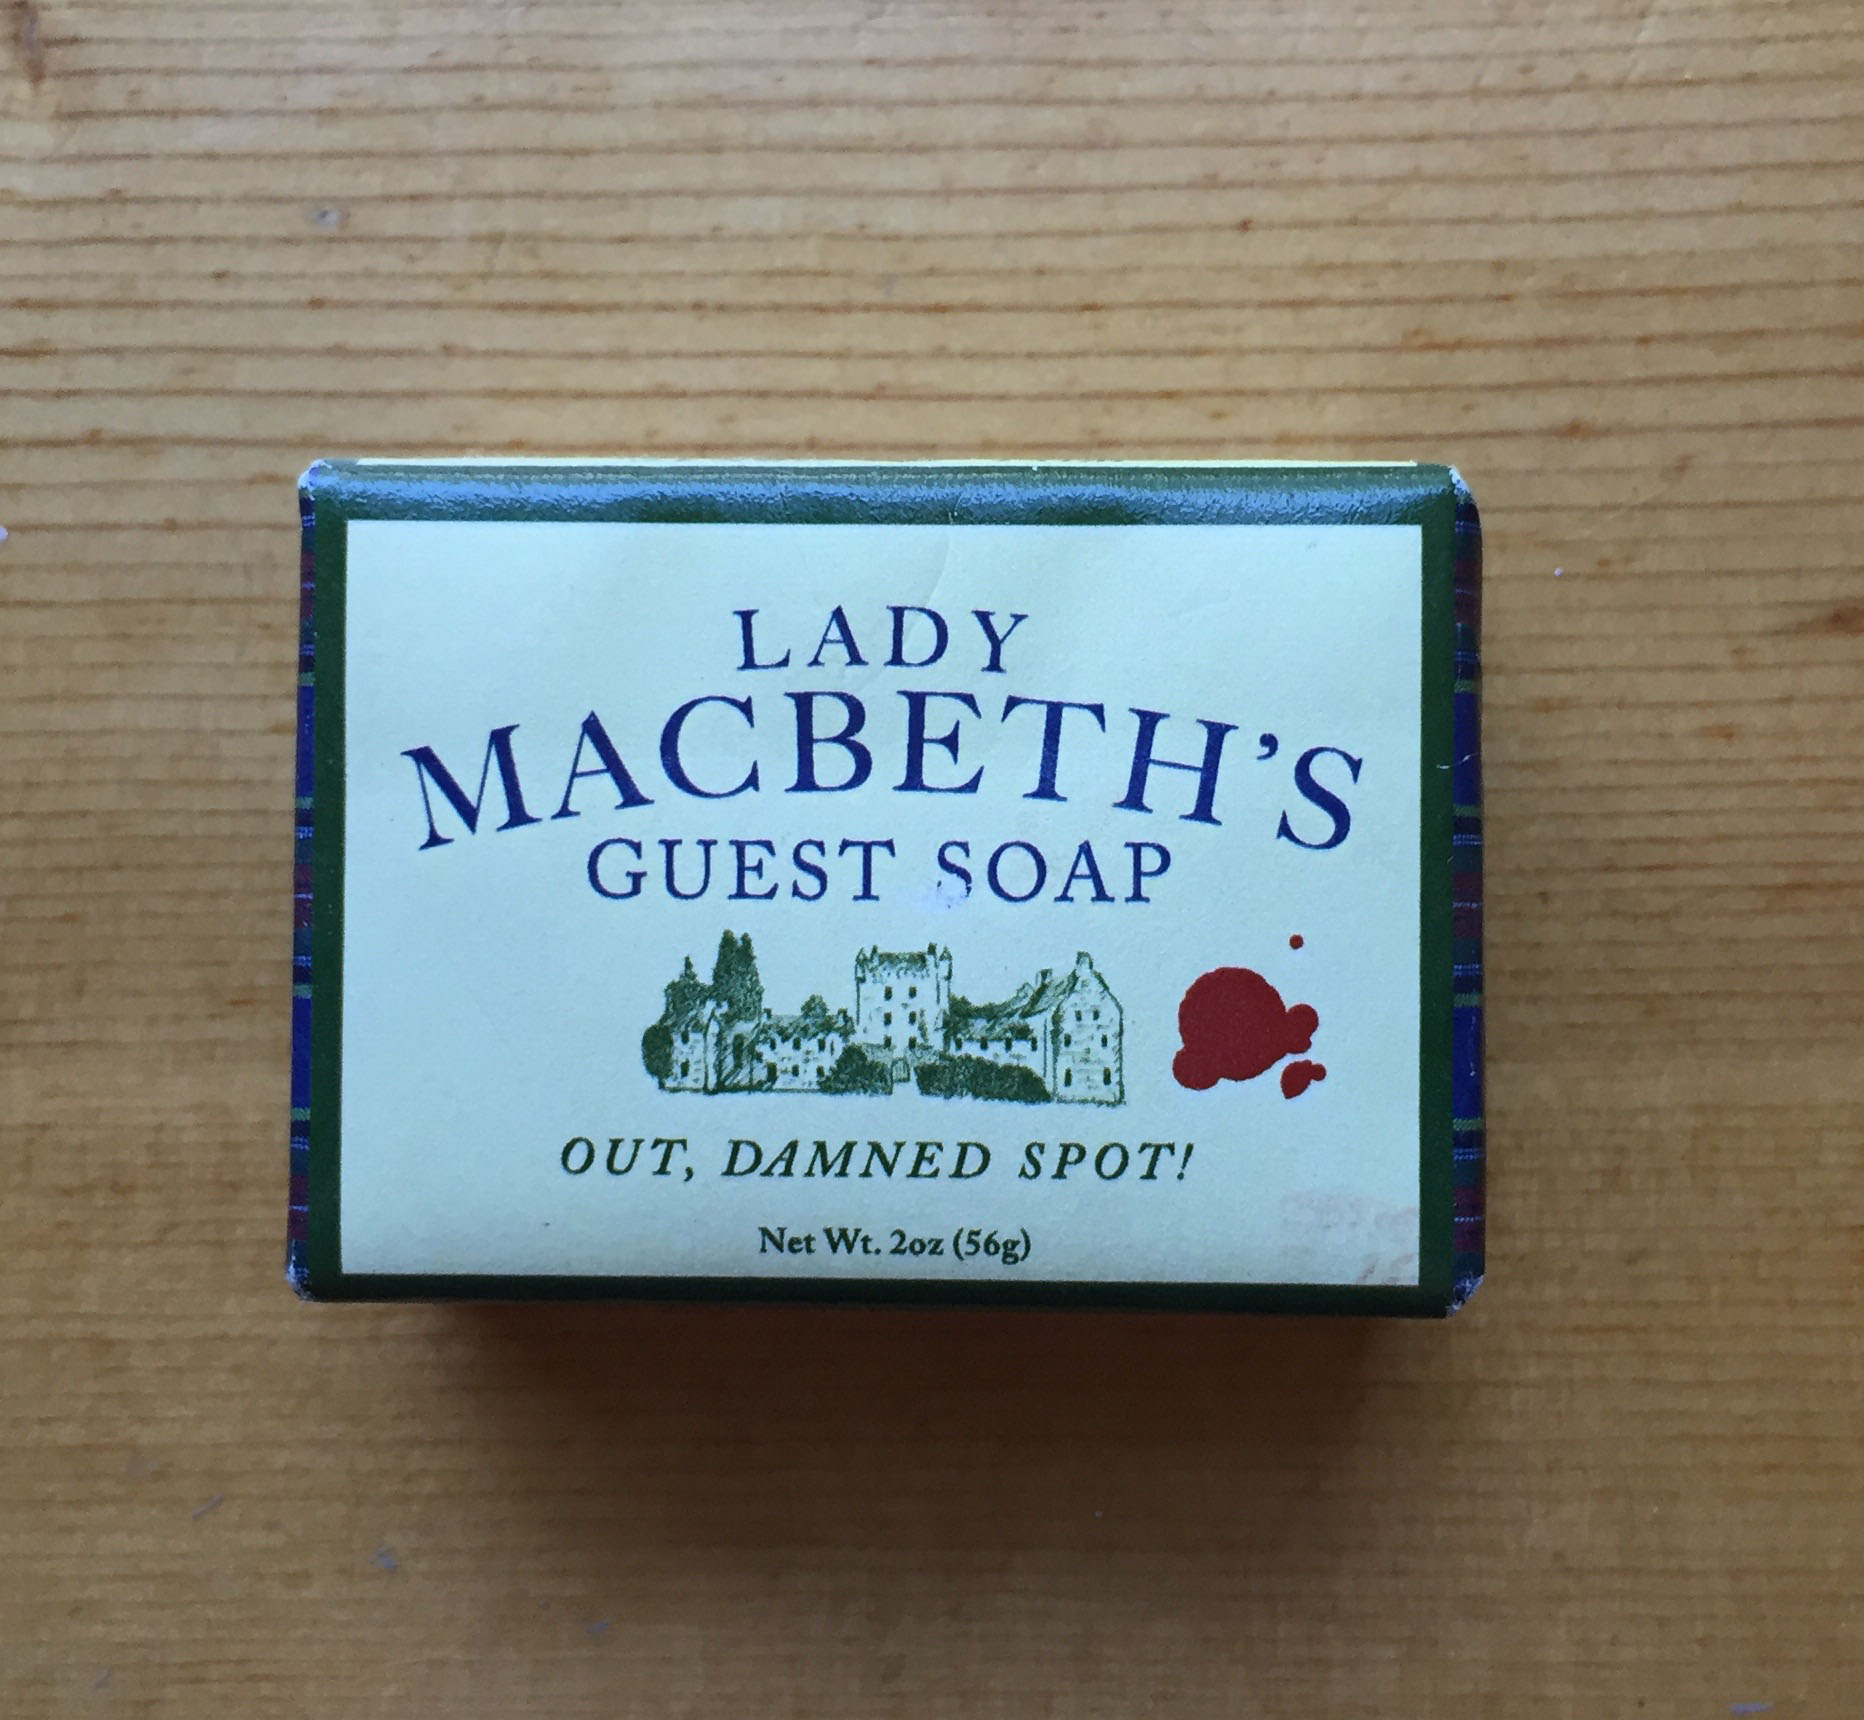 LADY
MACBETH'S
GUEST SOAP
OUT, DAMNED SPOT!
Net Wt. 2oz (56g)